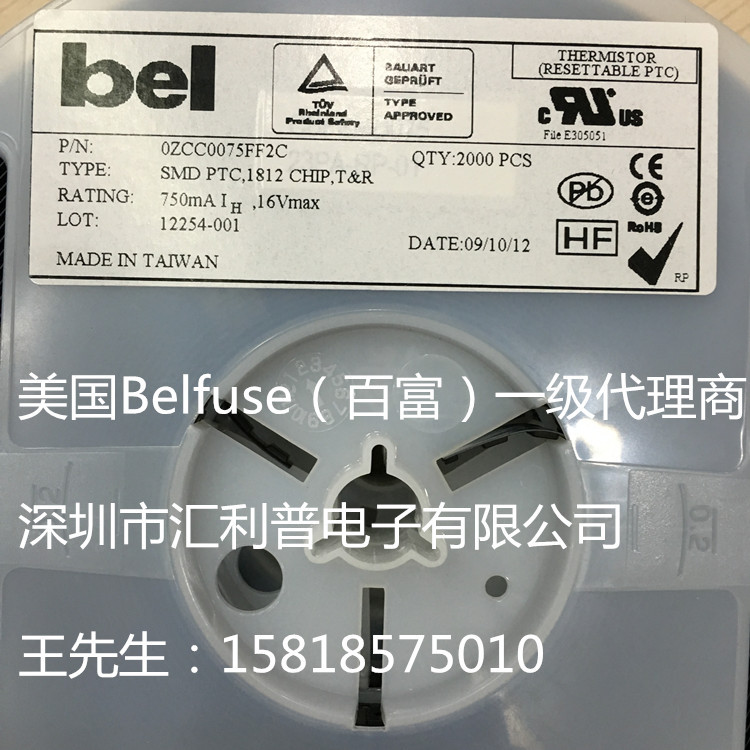 bel
TÜV
Rheinland
Product Safety
BAUART
GEPRÜFT
TYPE
APPROVED
THERMISTOR
(RESETTABLE PTC)
c RU US
File E305051
P/N: 0ZCC0075FF2C QTY:2000 PCS
TYPE: SMD PTC,1812 CHIP,T&R
RATING: 750mA I H ,16Vmax
LOT: 12254-001 DATE:09/10/12
MADE IN TAIWAN
Pb
HF
RoHS
RP
美国Belfuse（百富）一级代理商
深圳市汇利普电子有限公司
0.2
王先生：15818575010